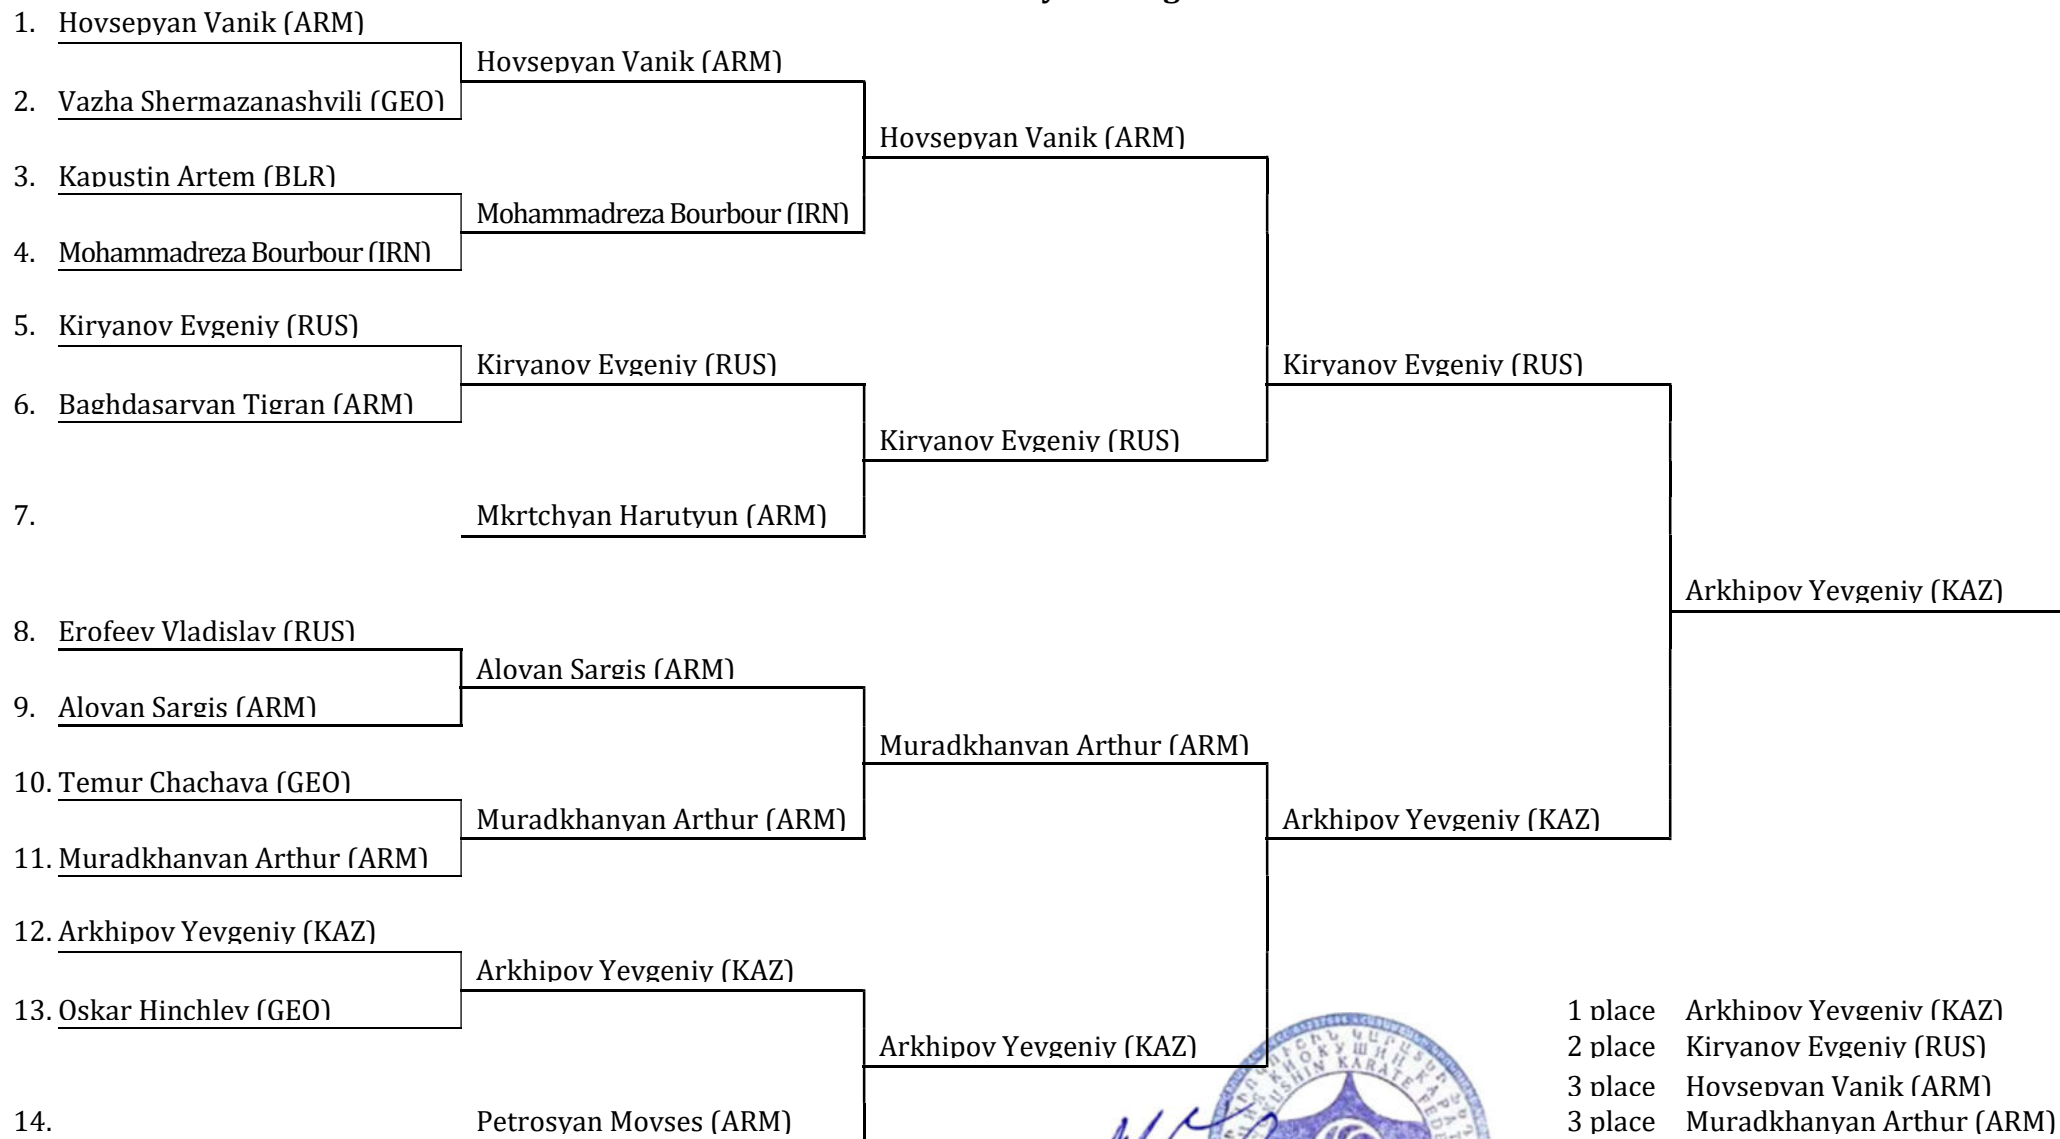 1. Hovsepyan Vanik (ARM)
Hovsepyan Vanik (ARM)
2. Vazha Shermazanashvili (GEO)
Hovsepyan Vanik (ARM)
3. Kapustin Artem (BLR)
Mohammadreza Bourbour (IRN)
4. Mohammadreza Bourbour (IRN)
5. Kiryanov Evgeniy (RUS)
Kiryanov Evgeniy (RUS)
Kiryanov Evgeniy (RUS)
6. Baghdasaryan Tigran (ARM)
Kiryanov Evgeniy (RUS)
7. Mkrtchyan Harutyun (ARM)
Arkhipov Yevgeniy (KAZ)
8. Erofeev Vladislav (RUS)
Aloyan Sargis (ARM)
9. Aloyan Sargis (ARM)
Muradkhanyan Arthur (ARM)
10. Temur Chachava (GEO)
Muradkhanyan Arthur (ARM)
Arkhipov Yevgeniy (KAZ)
11. Muradkhanyan Arthur (ARM)
12. Arkhipov Yevgeniy (KAZ)
Arkhipov Yevgeniy (KAZ)
13. Oskar Hinchley (GEO)
1 place Arkhipov Yevgeniy (KAZ)
Arkhipov Yevgeniy (KAZ)
2 place Kiryanov Evgeniy (RUS)
3 place Hovsepyan Vanik (ARM)
14. Petrosyan Movses (ARM)
3 place Muradkhanyan Arthur (ARM)
KARATE